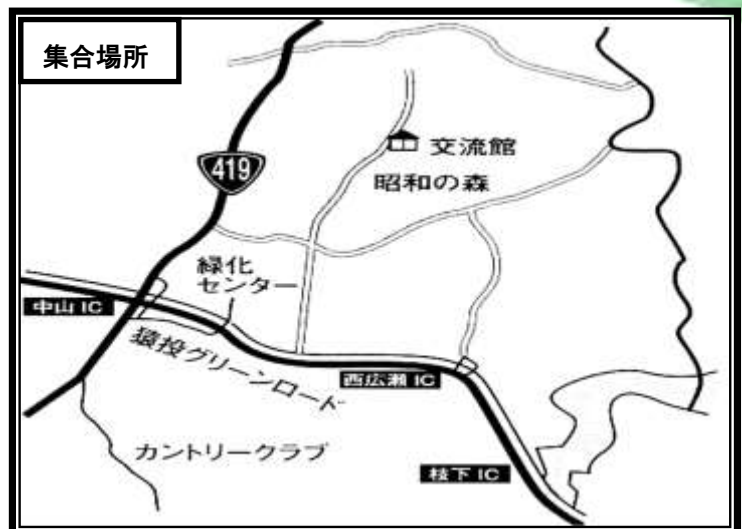 集合場所
419
交流館
昭和の森
緑化
センター
中山 IC
猿投グリーンロード
西広瀬 IC
カントリークラブ
枝下 IC